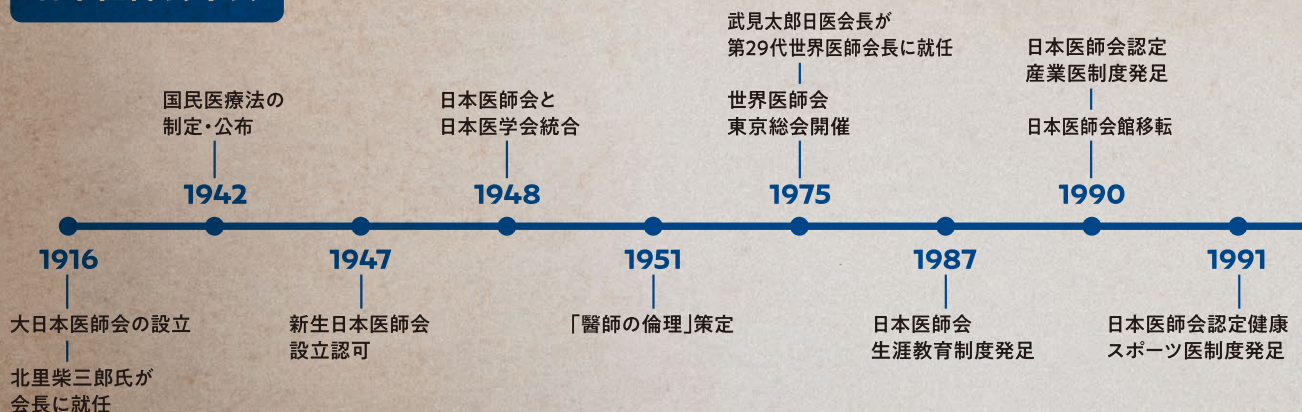 武見太郎日医会長が
第29代世界医師会長に就任
世界医師会
東京総会開催
1975
日本医師会認定
産業医制度発足
日本医師会館移転
1990
国民医療法の
制定・公布
1942
日本医師会と
日本医学会統合
1948
1916
大日本医師会の設立
北里柴三郎氏が
会長に就任
1947
新生日本医師会
設立認可
1951
「醫師の倫理」策定
1987
日本医師会
生涯教育制度発足
1991
日本医師会認定健康
スポーツ医制度発足